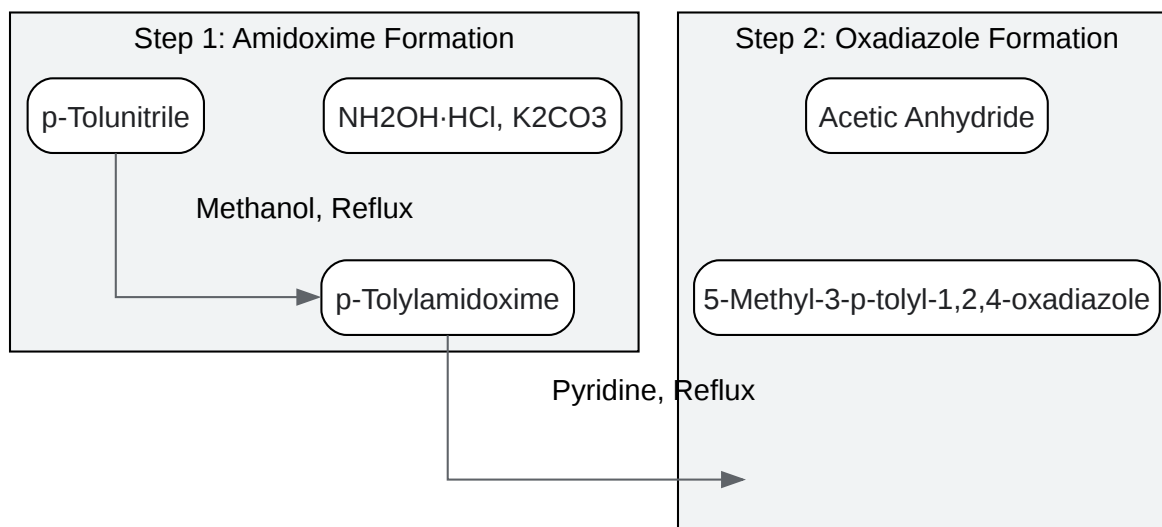 Step 1: Amidoxime Formation
p-Tolunitrile
NH2OH·HCl, K2CO3
Methanol, Reflux
p-Tolylamidoxime
Step 2: Oxadiazole Formation
Acetic Anhydride
5-Methyl-3-p-tolyl-1,2,4-oxadiazole
Pyridine, Reflux